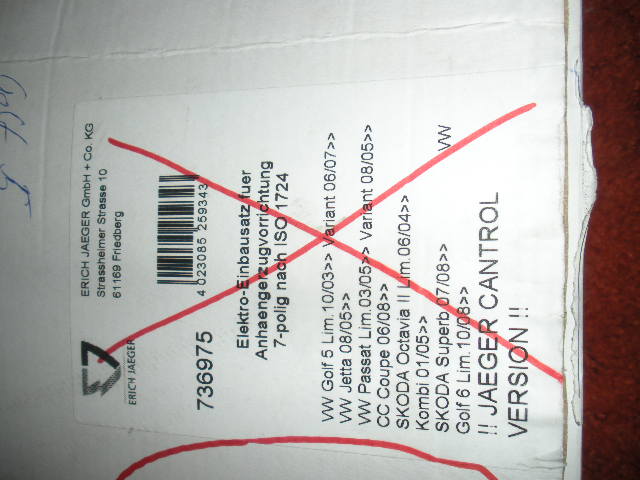 ERICH JAEGER
ERICH JAEGER GmbH + Co. KG
Strassheimer Strasse 10
61169 Friedberg
4 023085 259343
736975
Elektro-Einbausatz fuer
Anhaengerzugvorrichtung
7-polig nach ISO 1724
VW Golf 5 Lim.10/03>> Variant 06/07>>
VW Jetta 08/05>>
VW Passat Lim.03/05>> Variant 08/05>>
CC Coupe 06/08>>
SKODA Octavia II Lim.06/04>>
Kombi 01/05>>
SKODA Superb 07/08>> VW
Golf 6 Lim.10/08>>
!! JAEGER CANTROL
VERSION !!